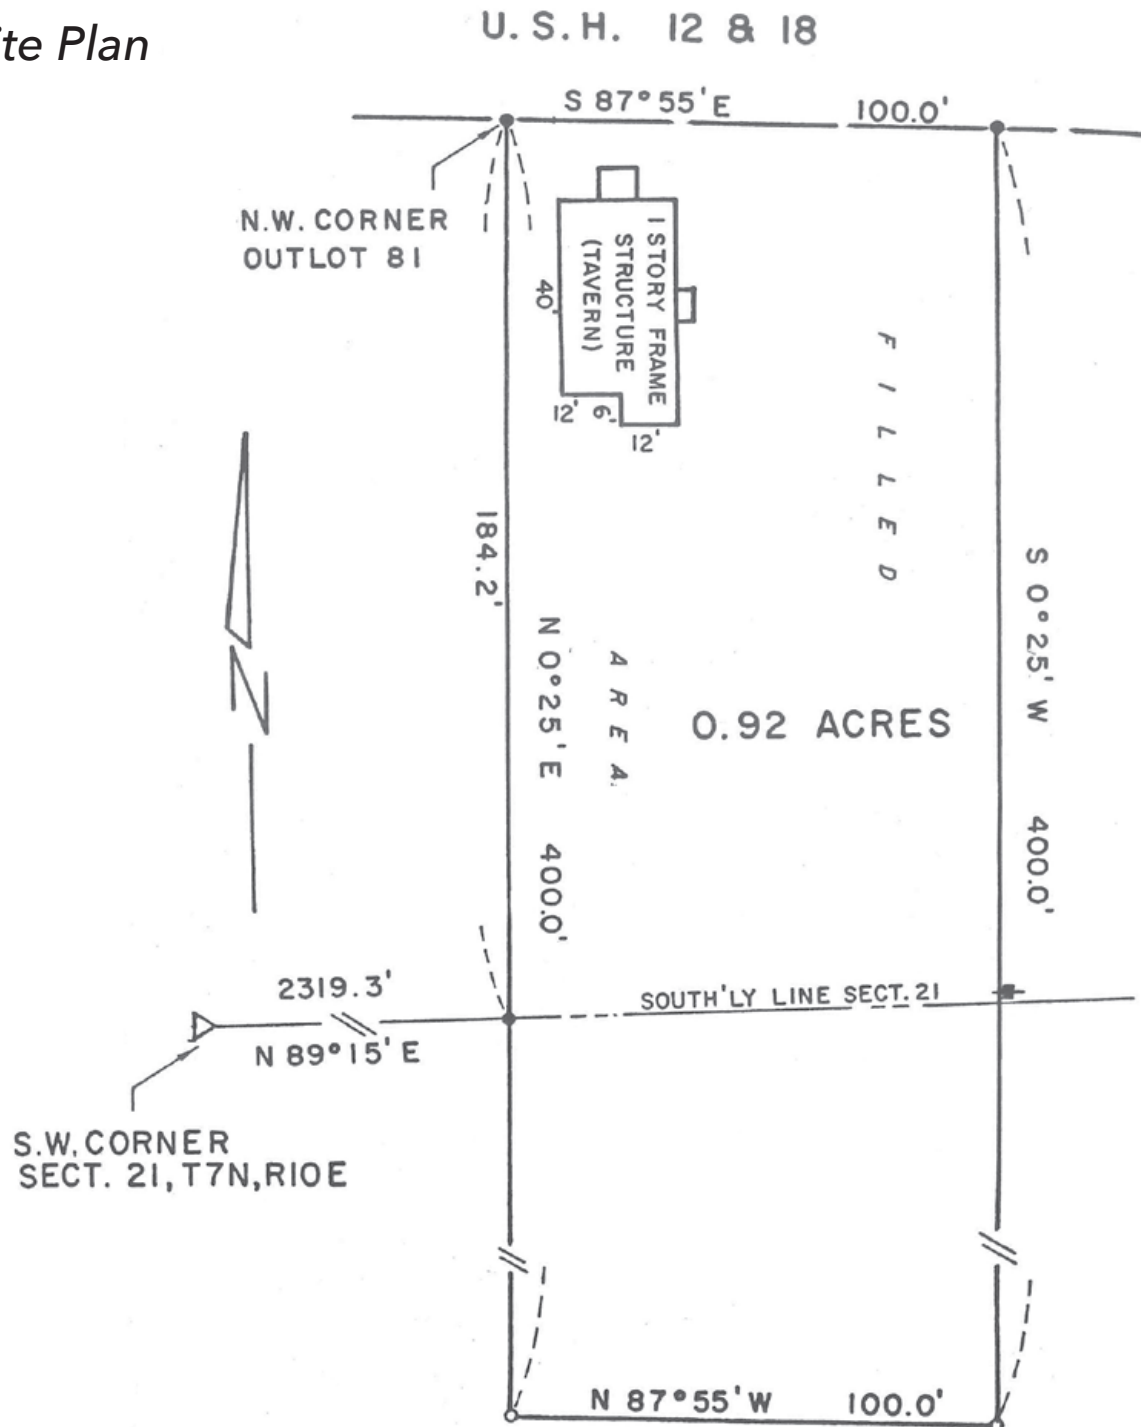 ite Plan
U.S.H. 12 & 18
S 87°55'E 100.0'
N.W. CORNER
OUTLOT 81
1 STORY FRAME
STRUCTURE
(TAVERN)
40'
12'
6'
12'
FILLED
AREA
184.2'
N 0°25'E 400.0'
S 0°25'W 400.0'
0.92 ACRES
N
2319.3'
N 89°15'E
SOUTH'LY LINE SECT. 21
S.W. CORNER
SECT. 21, T7N, R10E
N 87°55'W 100.0'